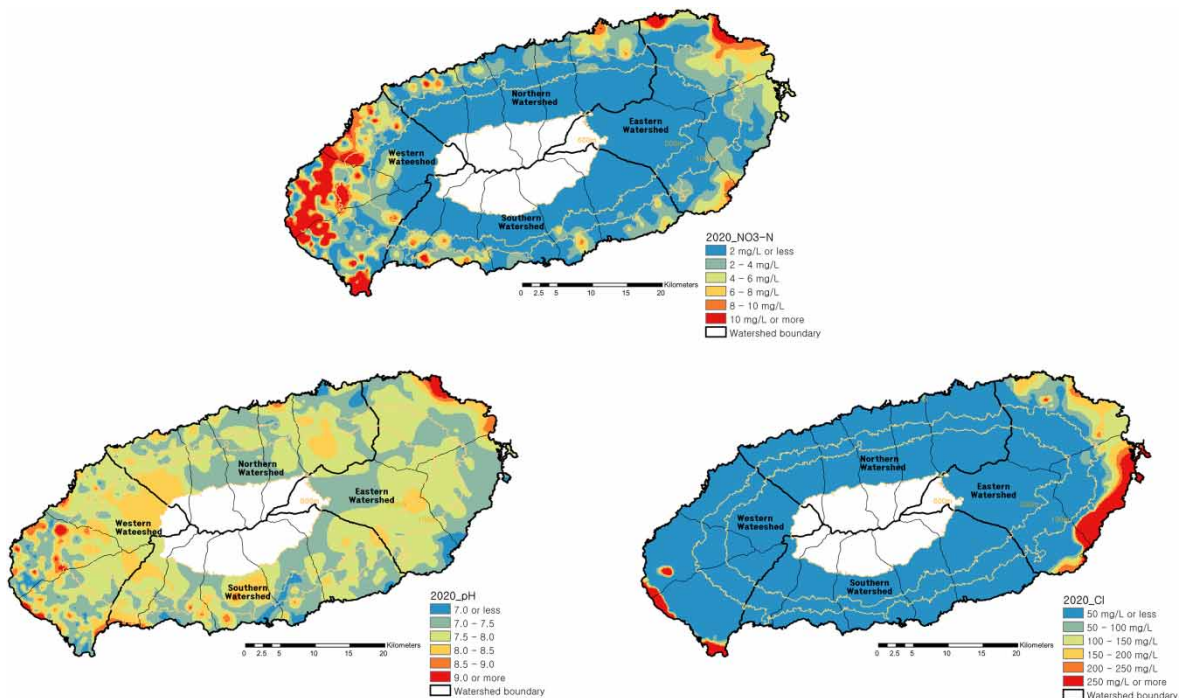 Northern
Watershed
Eastern
Watershed
Western
Wateeshed
Southern
Watershed
2020_NO3-N
2 mg/L or less
2 - 4 mg/L
4 - 6 mg/L
6 - 8 mg/L
8 - 10 mg/L
10 mg/L or more
Watershed boundary
Kilometers
0 2.5 5 10 15 20
Northern
Watershed
Eastern
Watershed
Western
Wateeshed
Southern
Watershed
2020_pH
7.0 or less
7.0 - 7.5
7.5 - 8.0
8.0 - 8.5
8.5 - 9.0
9.0 or more
Watershed boundary
Kilometers
0 2.5 5 10 15 20
Northern
Watershed
Eastern
Watershed
Western
Wateeshed
Southern
Watershed
2020_Cl
50 mg/L or less
50 - 100 mg/L
100 - 150 mg/L
150 - 200 mg/L
200 - 250 mg/L
250 mg/L or more
Watershed boundary
Kilometers
0 2.5 5 10 15 20